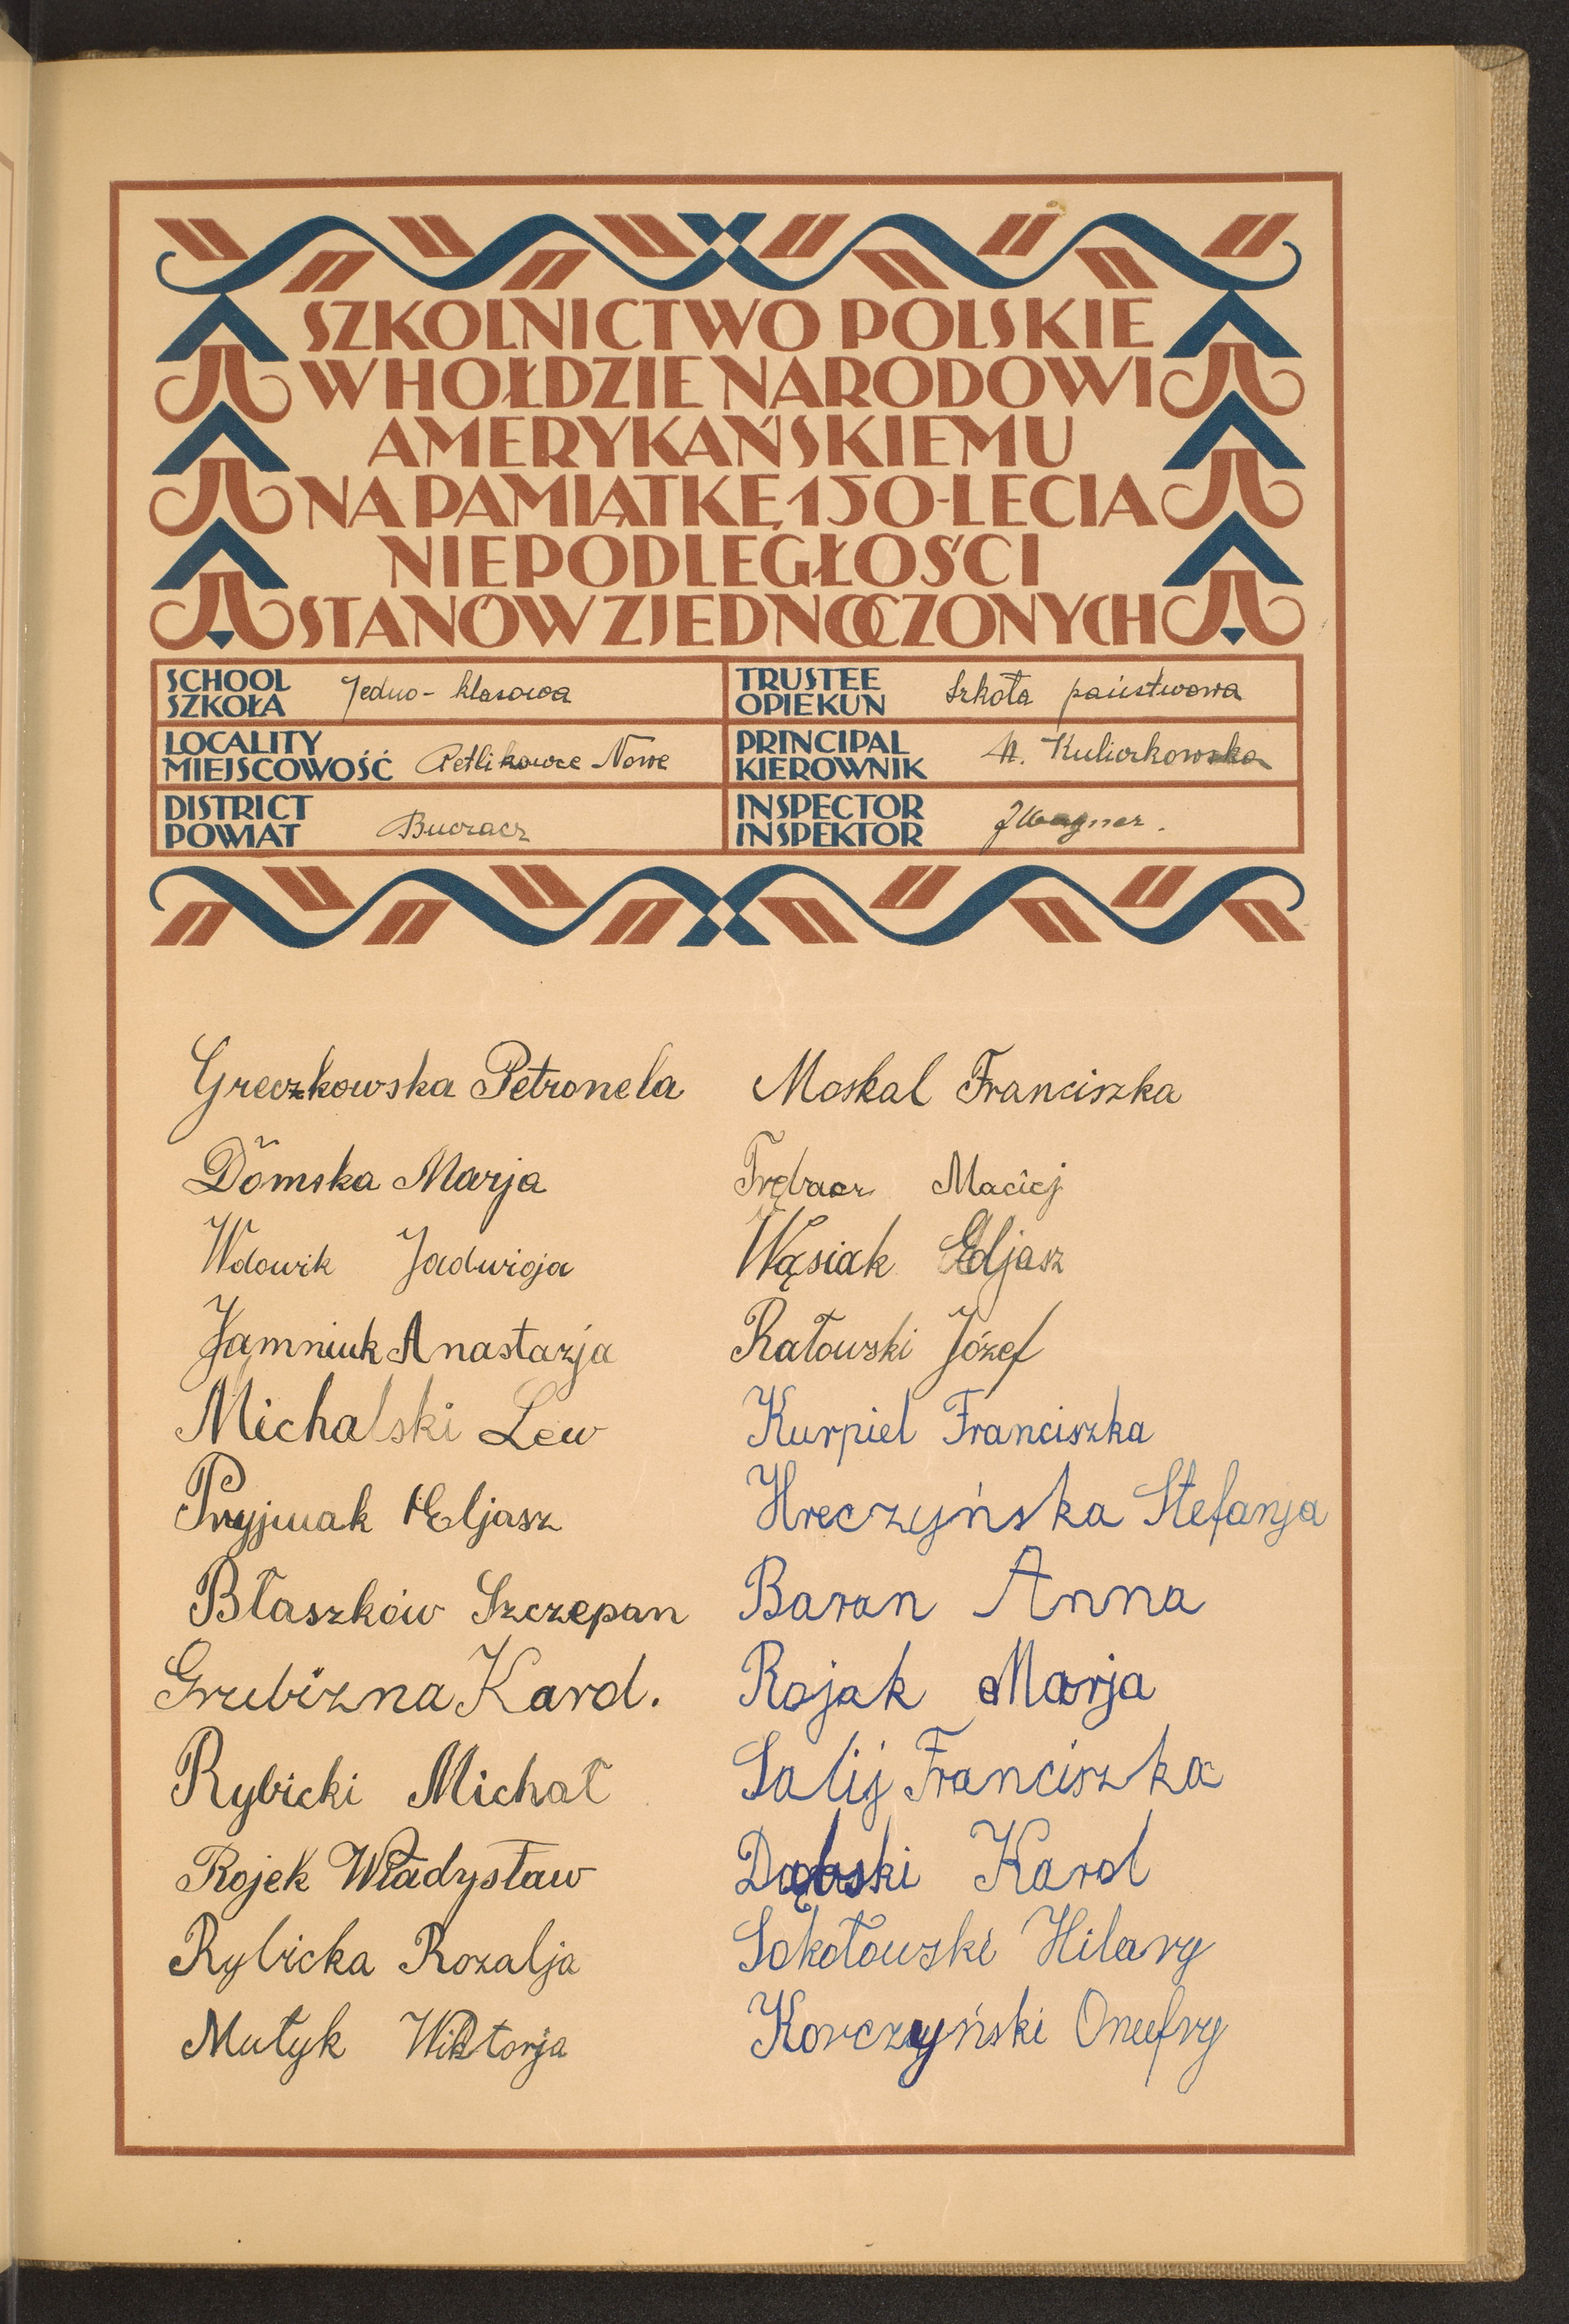 SZKOLNICTWO POLSKIE
W HOŁDZIE NARODOWI
AMERYKAŃSKIEMU
NA PAMIĄTKĘ 150-LECIA
NIEPODLEGŁOŚCI
STANÓW ZJEDNOCZONYCH
SCHOOL
SZKOŁA Jedno-klasowa
TRUSTEE
OPIEKUN Szkoła państwowa
LOCALITY
MIEJSCOWOŚĆ Petlikowce Nowe
PRINCIPAL
KIEROWNIK Kuliczkowska
DISTRICT
POWIAT Buczacz
INSPECTOR
INSPEKTOR JWagner.
Greczkowska Petronela
Domska Marja
Wdowik Jadwiga
Jamniuk Anastazja
Michalski Lew
Pryjmak Eljasz
Błaszków Szczepan
Grubizna Karol.
Rybicki Michał
Rojek Władysław
Rybicka Rozalja
Mutyk Wiktorja
Moskal Franciszka
Trębacz Maciej
Wąsiak Eljasz
Ratowski Józef
Kurpiel Franciszka
Hreczyńska Stefanja
Baran Anna
Rojak Marja
Salij Franciszka
Dąbski Karol
Sokołowski Hilary
Korczyński Onufry